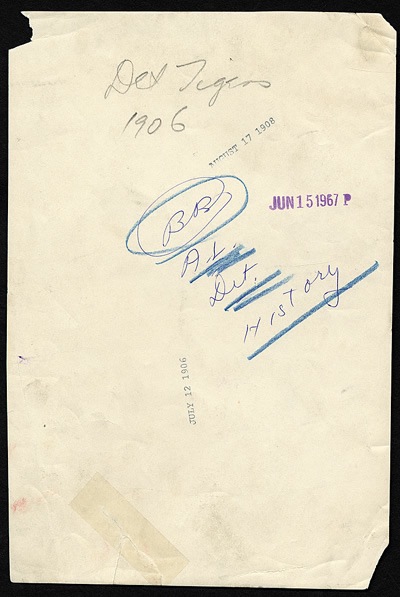 Det Tigers
1906
AUGUST 17 1908
JUN 15 1967 P
BB
A.L.
Det.
HISTORY
JULY 12 1906